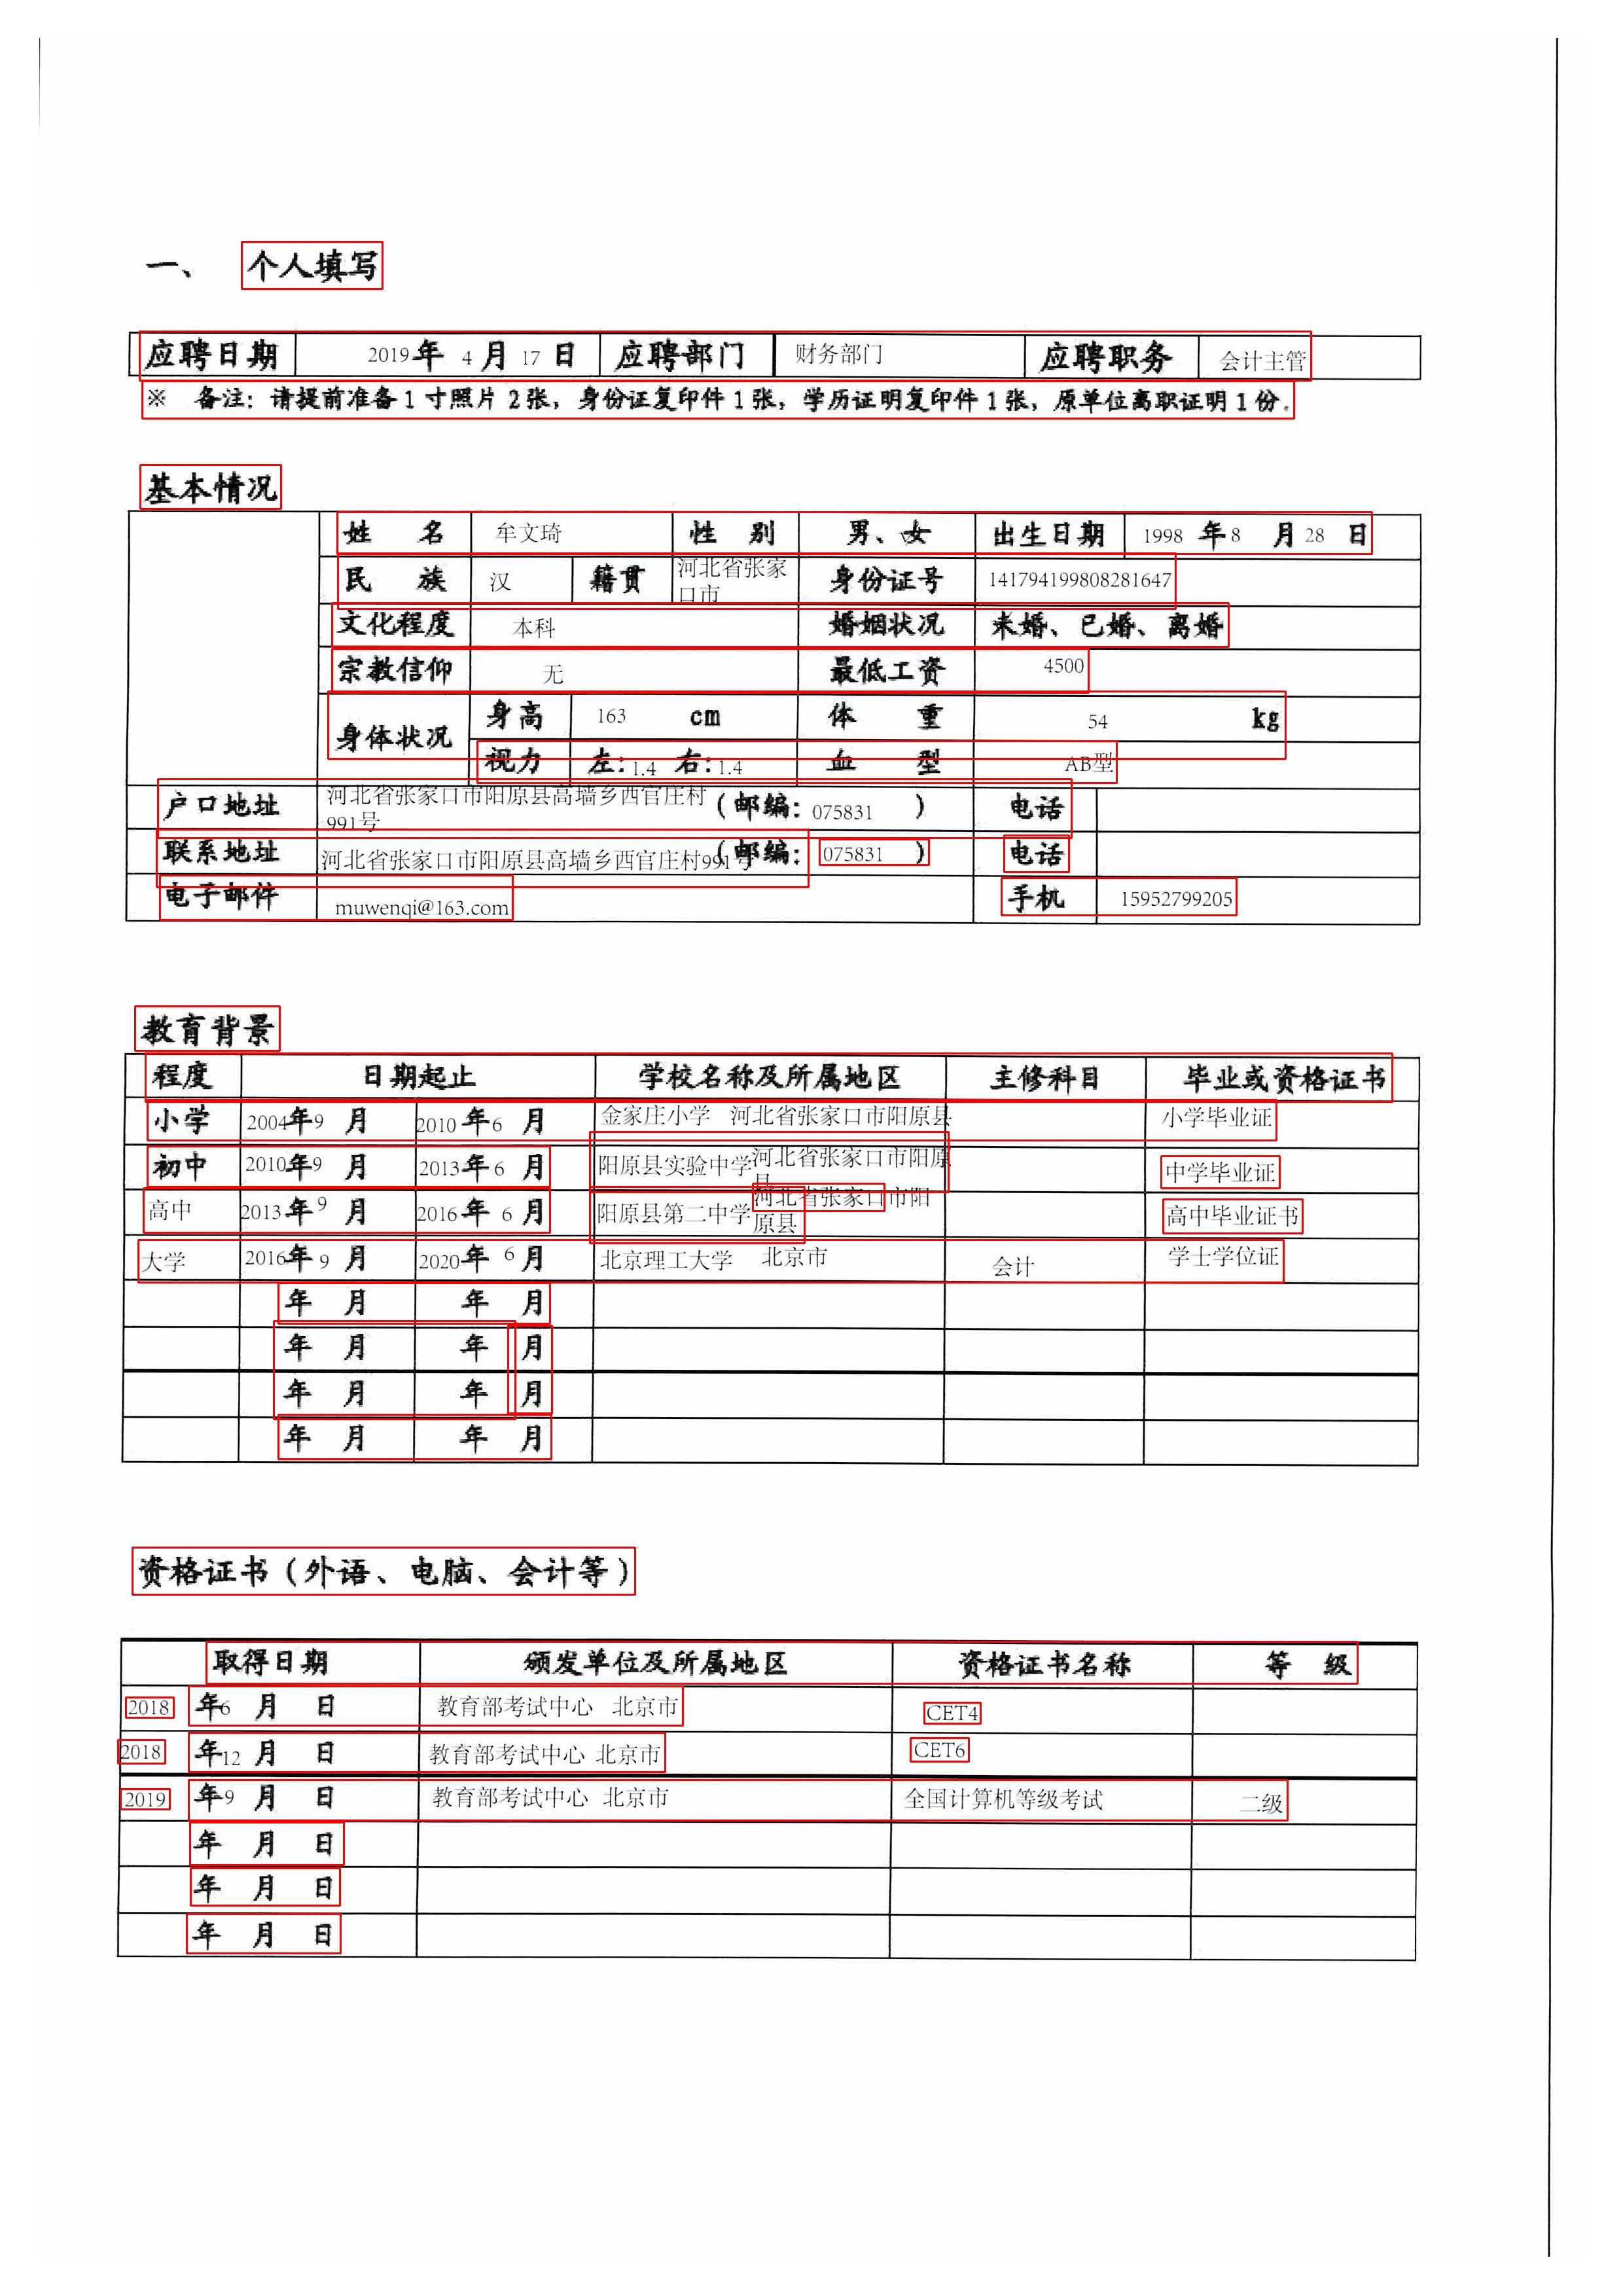 一、 个人填写
应聘日期 2019年 4 月 17 日 应聘部门 财务部门 应聘职务 会计主管
※ 备注：请提前准备1寸照片2张，身份证复印件1张，学历证明复印件1张，原单位离职证明1份。
基本情况
姓 名 牟文琦 性 别 男、女 出生日期 1998 年8 月 28 日
民 族 汉 籍贯 河北省张家口市 身份证号 141794199808281647
文化程度 本科 婚姻状况 未婚、已婚、离婚
宗教信仰 无 最低工资 4500
身体状况 身高 163 cm 体 重 54 kg
视力 左：1.4 右：1.4 血 型 AB型
户口地址 河北省张家口市阳原县高墙乡西官庄村991号 （邮编：075831 ） 电话
联系地址 河北省张家口市阳原县高墙乡西官庄村991号 （邮编：075831 ） 电话
电子邮件 muwenqi@163.com 手机 15952799205
教育背景
程度 日期起止 学校名称及所属地区 主修科目 毕业或资格证书
小学 2004年9 月 2010年6 月 金家庄小学 河北省张家口市阳原县 小学毕业证
初中 2010年9 月 2013年6 月 阳原县实验中学 河北省张家口市阳原县 中学毕业证
高中 2013年9 月 2016年 6 月 阳原县第二中学 河北省张家口市阳原县 高中毕业证书
大学 2016年9 月 2020年 6 月 北京理工大学 北京市 会计 学士学位证
年 月 年 月
年 月 年 月
年 月 年 月
年 月 年 月
资格证书（外语、电脑、会计等）
取得日期 颁发单位及所属地区 资格证书名称 等 级
2018 年6 月 日 教育部考试中心 北京市 CET4
2018 年12 月 日 教育部考试中心 北京市 CET6
2019 年9 月 日 教育部考试中心 北京市 全国计算机等级考试 二级
年 月 日
年 月 日
年 月 日